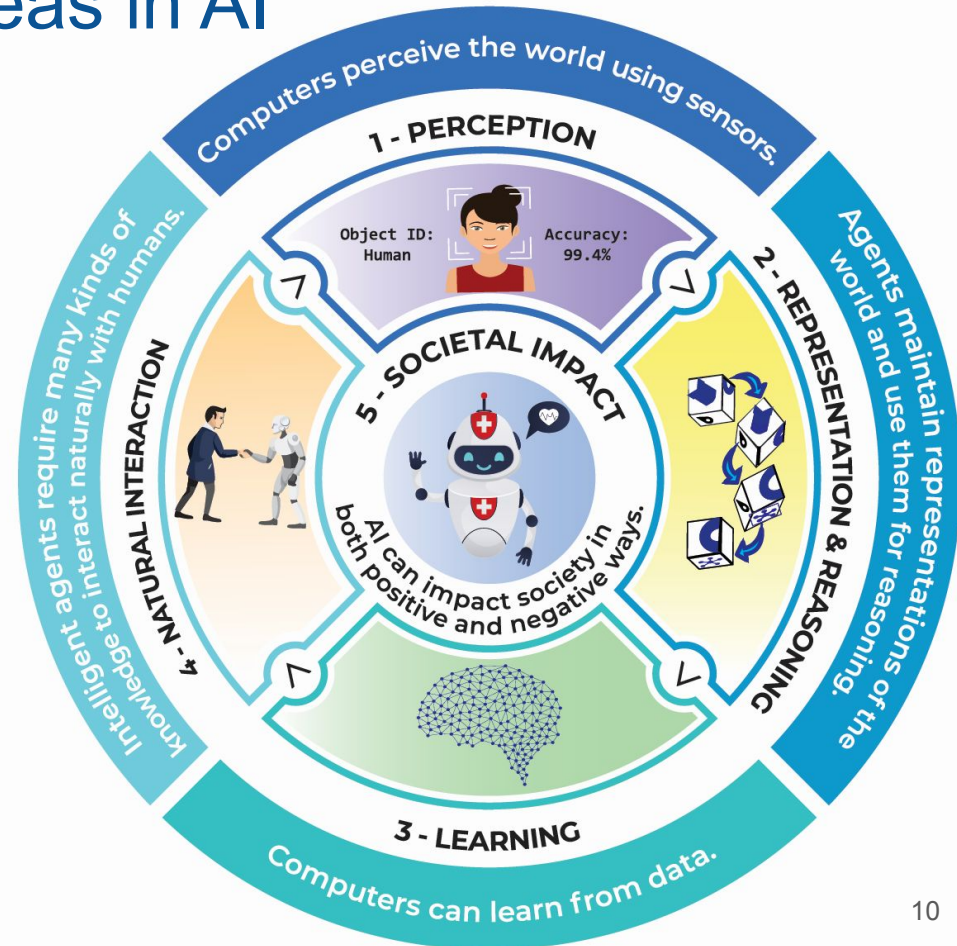 eas in AI
Computers perceive the world using sensors.
1 - PERCEPTION
Object ID:
Human
Accuracy:
99.4%
Agents maintain representations of the
world and use them for reasoning.
2 - REPRESENTATION & REASONING
Computers can learn from data.
3 - LEARNING
Intelligent agents require many kinds of
knowledge to interact naturally with humans.
4 - NATURAL INTERACTION
5 - SOCIETAL IMPACT
AI can impact society in
both positive and negative ways.
10